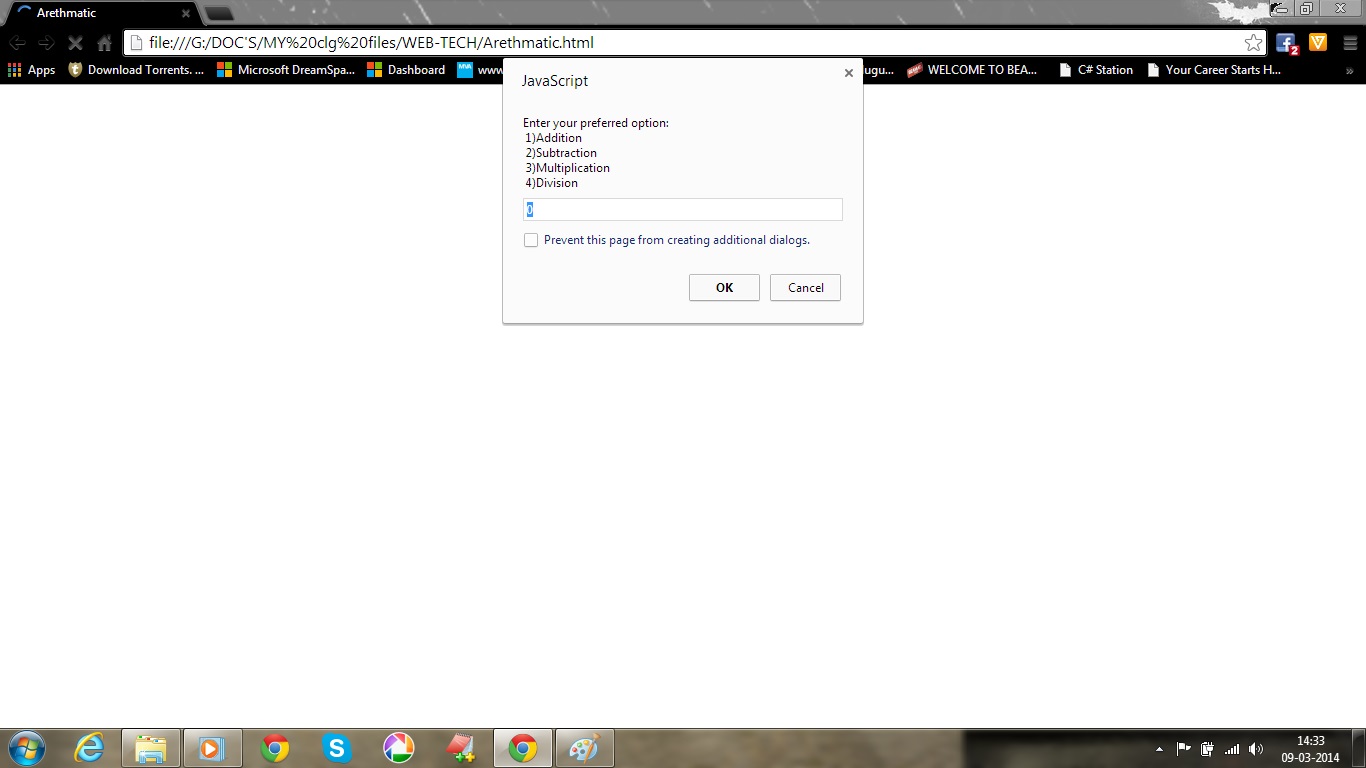 Arethmatic
file:///G:/DOC'S/MY%20clg%20files/WEB-TECH/Arethmatic.html
2
Apps
Download Torrents. ...
Microsoft DreamSpa...
Dashboard
MVA
www
ugu...
WELCOME TO BEA...
C# Station
Your Career Starts H...
»
JavaScript
Enter your preferred option:
1)Addition
2)Subtraction
3)Multiplication
4)Division
0
Prevent this page from creating additional dialogs.
OK
Cancel
14:33
09-03-2014